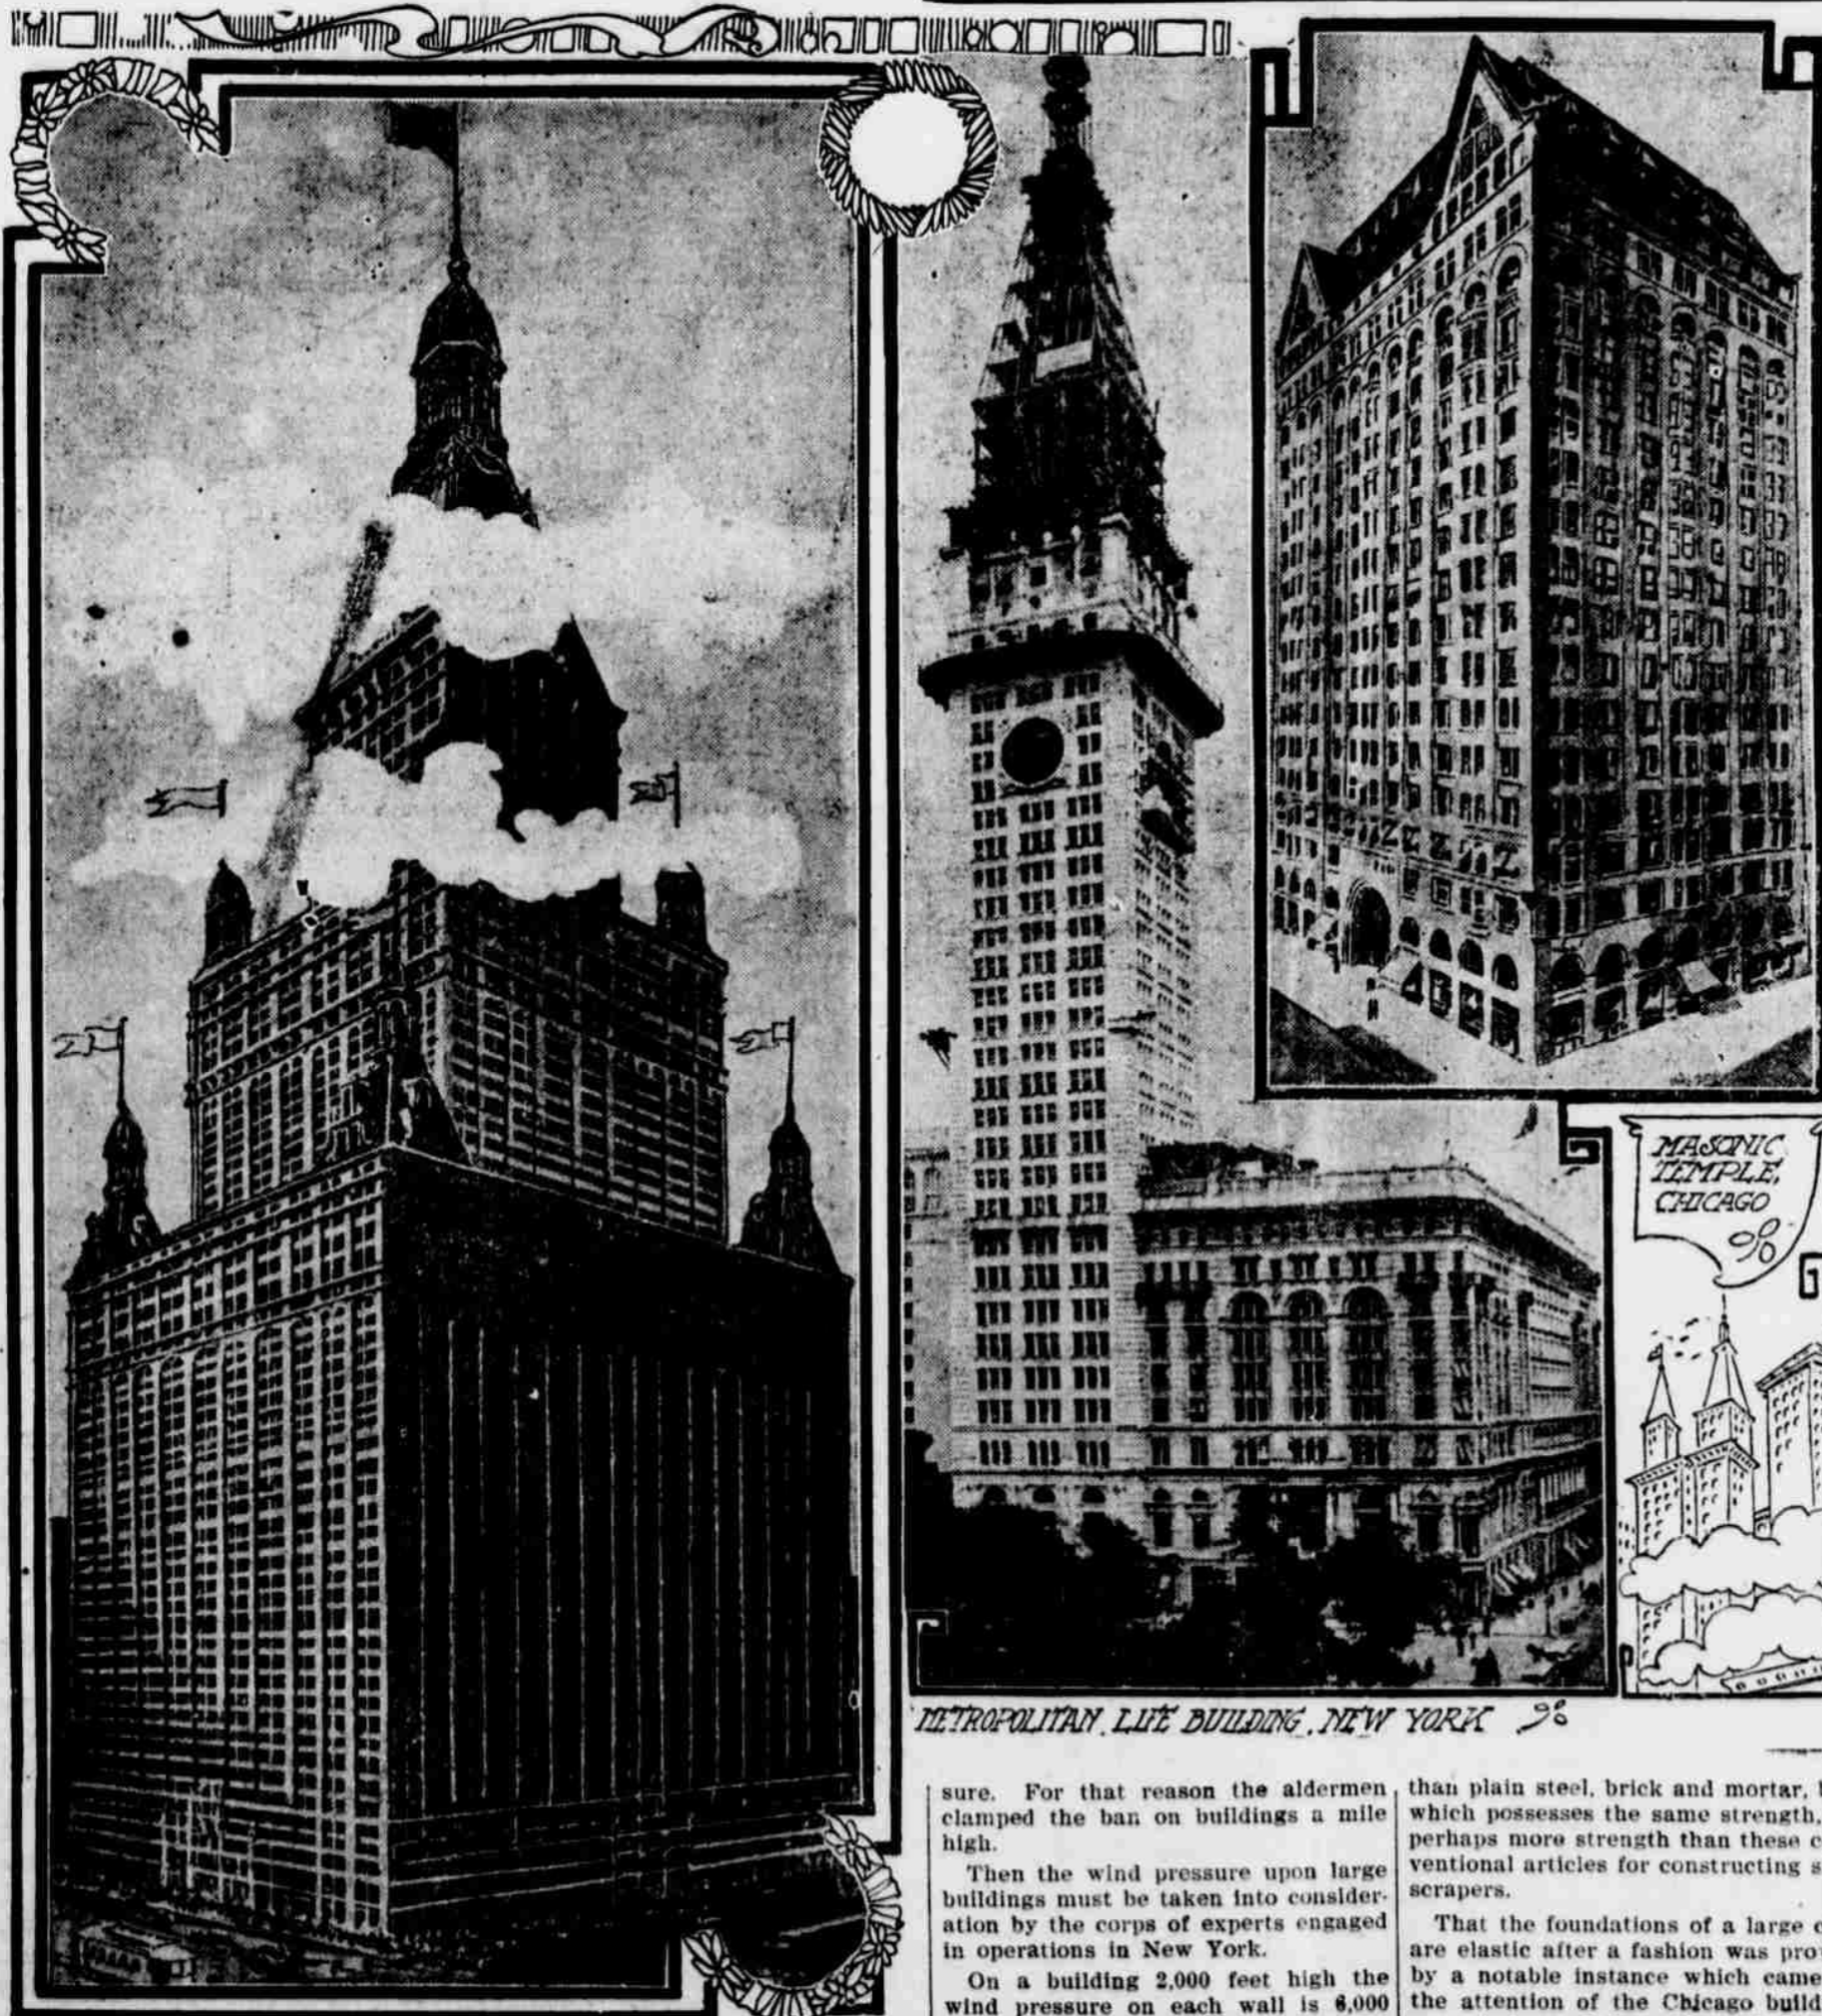 MASONIC
TEMPLE,
CHICAGO
METROPOLITAN LIFE BUILDING, NEW YORK
sure. For that reason the aldermen
clamped the ban on buildings a mile
high.
Then the wind pressure upon large
buildings must be taken into consider-
ation by the corps of experts engaged
in operations in New York.
On a building 2,000 feet high the
wind pressure on each wall is 6,000
than plain steel, brick and mortar,
which possesses the same strength,
perhaps more strength than these
ventional articles for constructing
scrapers.
That the foundations of a large
are elastic after a fashion was
by a notable instance which came
the attention of the Chicago